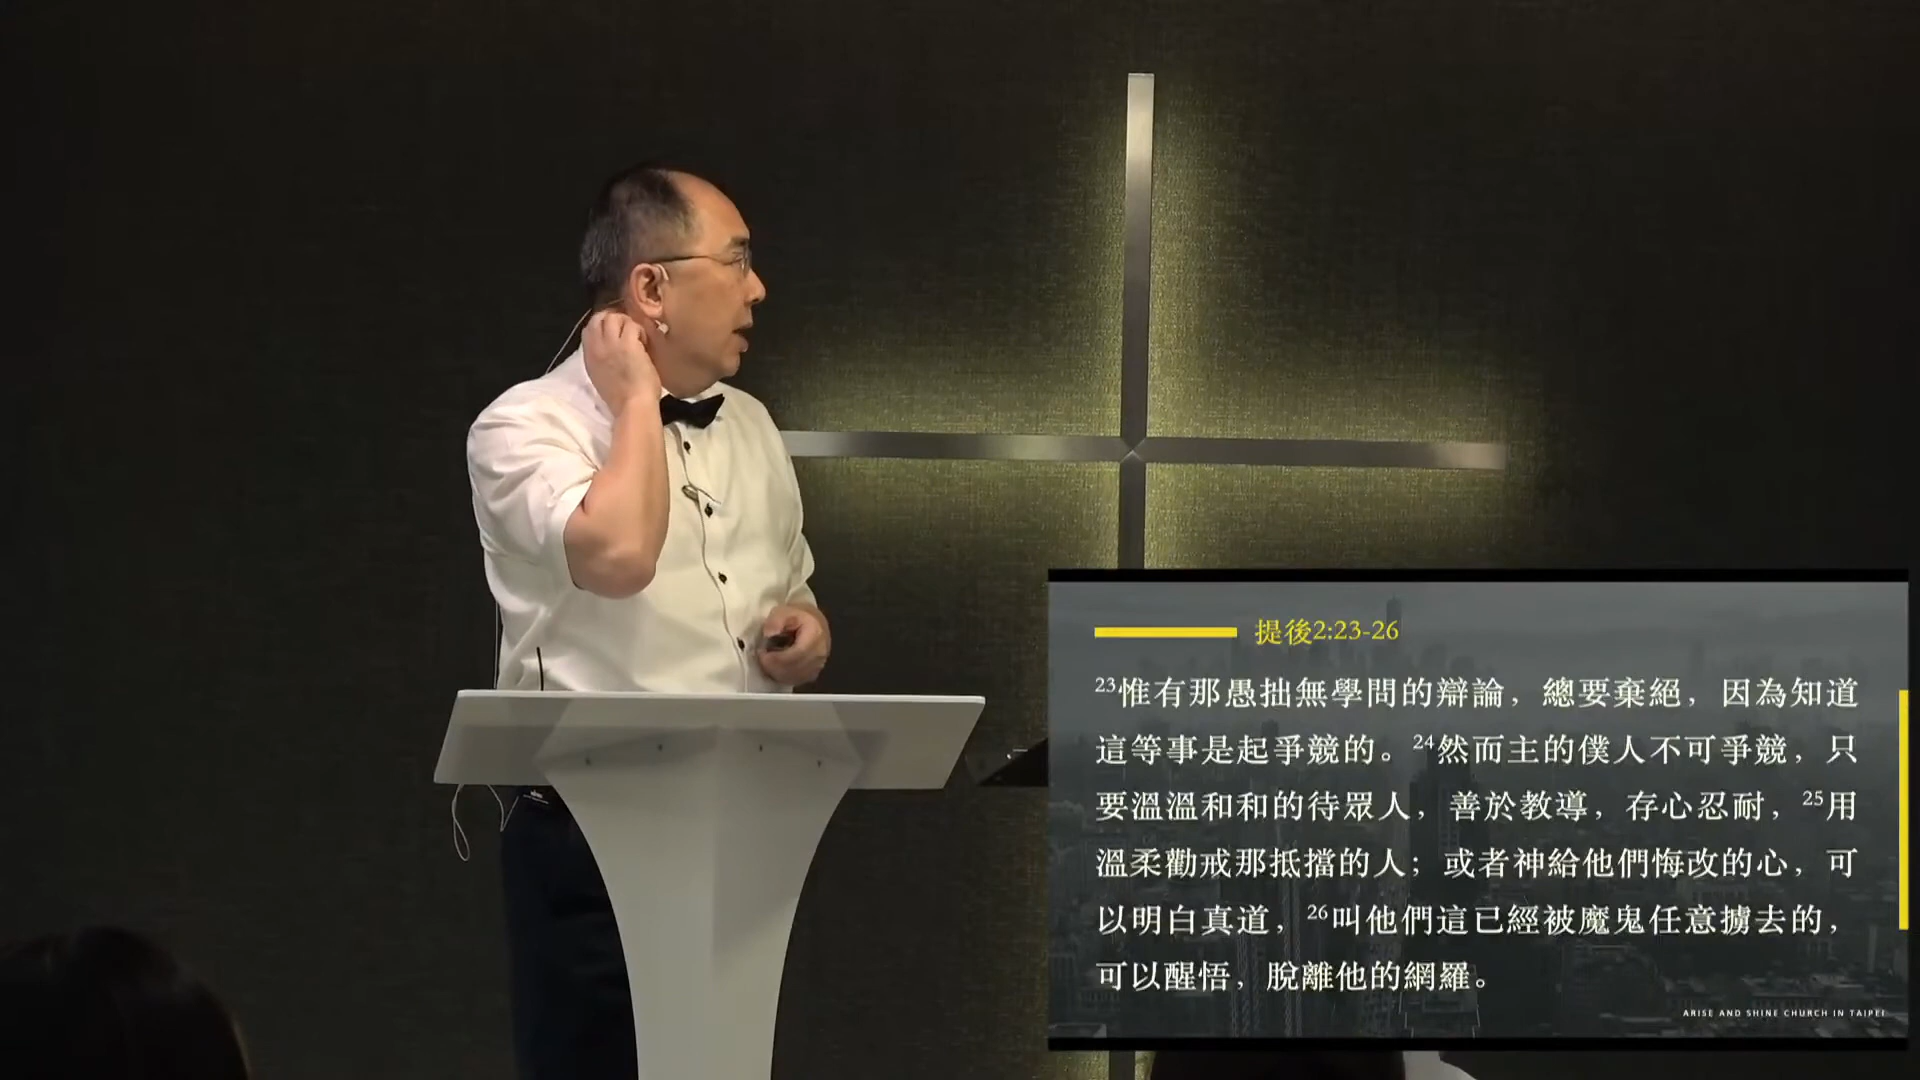 提後2:23-26
23惟有那愚拙無學問的辯論，總要棄絕，因為知道
這等事是起爭競的。24然而主的僕人不可爭競，只
要溫溫和和的待眾人，善於教導，存心忍耐，25用
溫柔勸戒那抵擋的人；或者神給他們悔改的心，可
以明白真道，26叫他們這已經被魔鬼任意擄去的，
可以醒悟，脫離他的網羅。
ARISE AND SHINE CHURCH IN TAIPEI